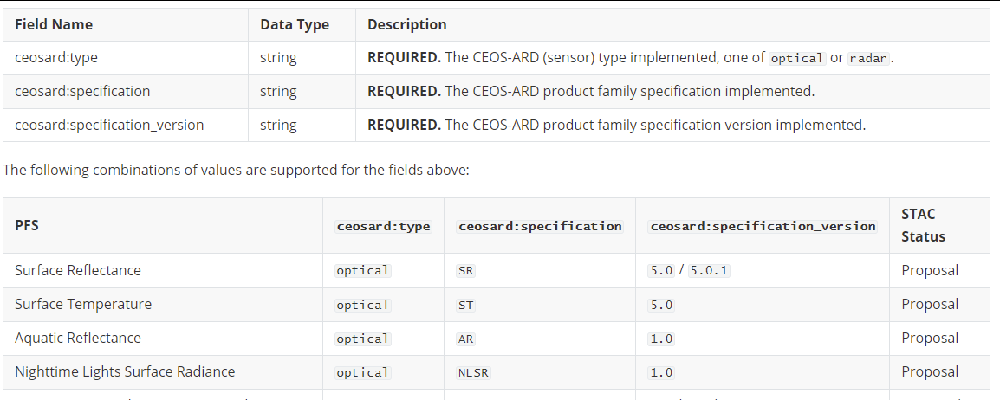 Field Name Data Type Description
ceosard:type string REQUIRED. The CEOS-ARD (sensor) type implemented, one of optical or radar.
ceosard:specification string REQUIRED. The CEOS-ARD product family specification implemented.
ceosard:specification_version string REQUIRED. The CEOS-ARD product family specification version implemented.
The following combinations of values are supported for the fields above:
PFS ceosard:type ceosard:specification ceosard:specification_version STAC Status
Surface Reflectance optical SR 5.0 / 5.0.1 Proposal
Surface Temperature optical ST 5.0 Proposal
Aquatic Reflectance optical AR 1.0 Proposal
Nighttime Lights Surface Radiance optical NLSR 1.0 Proposal